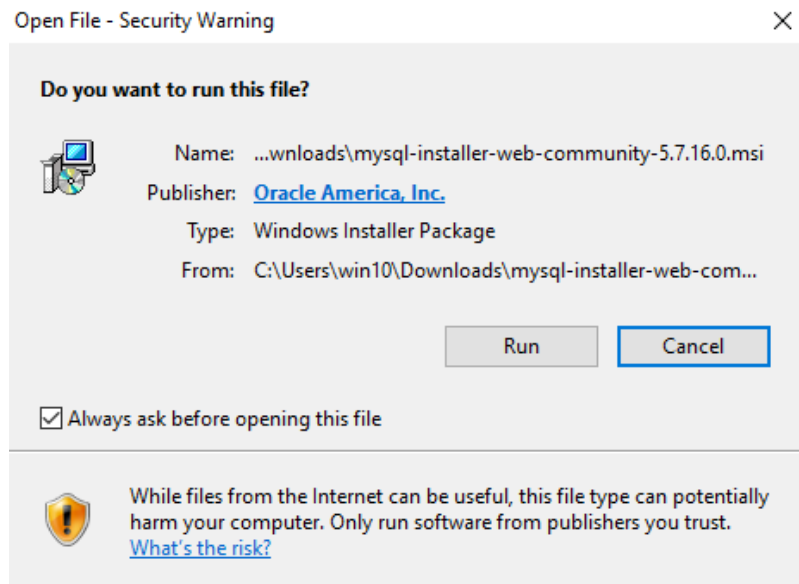 Open File - Security Warning
Do you want to run this file?
Name: ...wnloads\mysql-installer-web-community-5.7.16.0.msi
Publisher: Oracle America, Inc.
Type: Windows Installer Package
From: C:\Users\win10\Downloads\mysql-installer-web-com...
Run Cancel
Always ask before opening this file
While files from the Internet can be useful, this file type can potentially
harm your computer. Only run software from publishers you trust.
What's the risk?